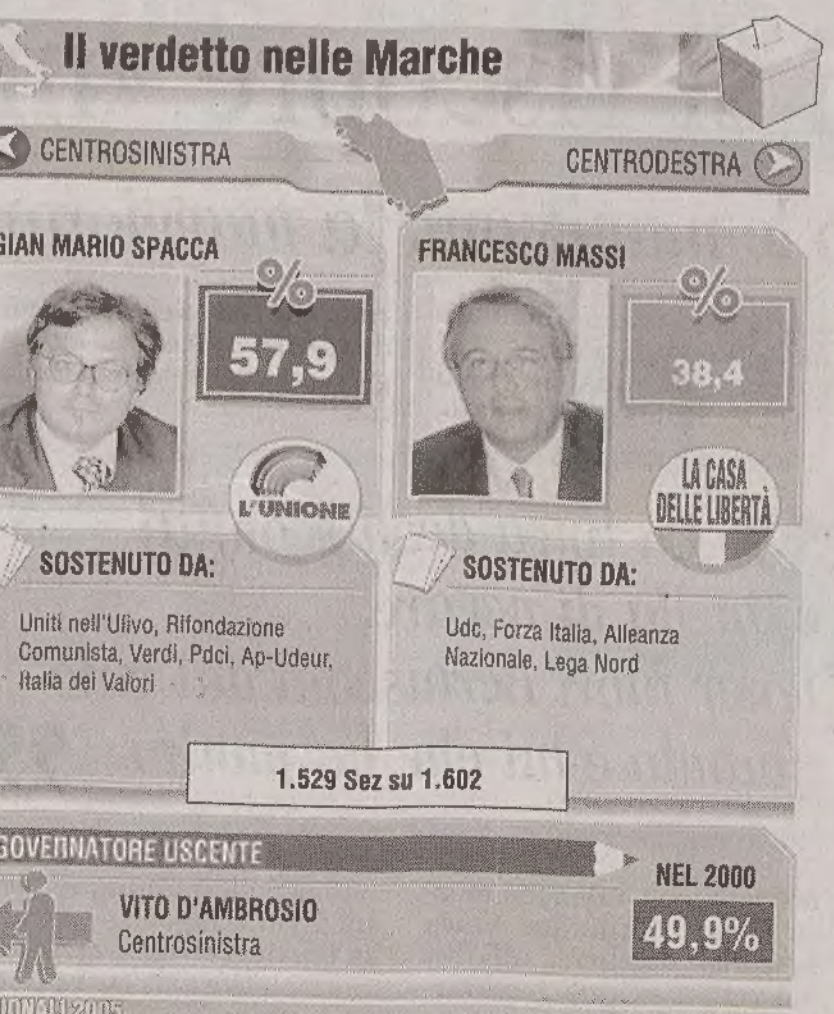 Il verdetto nelle Marche
CENTROSINISTRA
CENTRODESTRA
GIAN MARIO SPACCA
%
57,9
L'UNIONE
SOSTENUTO DA:
Uniti nell'Ulivo, Rifondazione
Comunista, Verdi, Pdci, Ap-Udeur,
Italia dei Valori
FRANCESCO MASSI
%
38,4
LA CASA
DELLE LIBERTÀ
SOSTENUTO DA:
Udc, Forza Italia, Alleanza
Nazionale, Lega Nord
1.529 Sez su 1.602
GOVERNATORE USCENTE
VITO D'AMBROSIO
Centrosinistra
NEL 2000
49,9%
2005